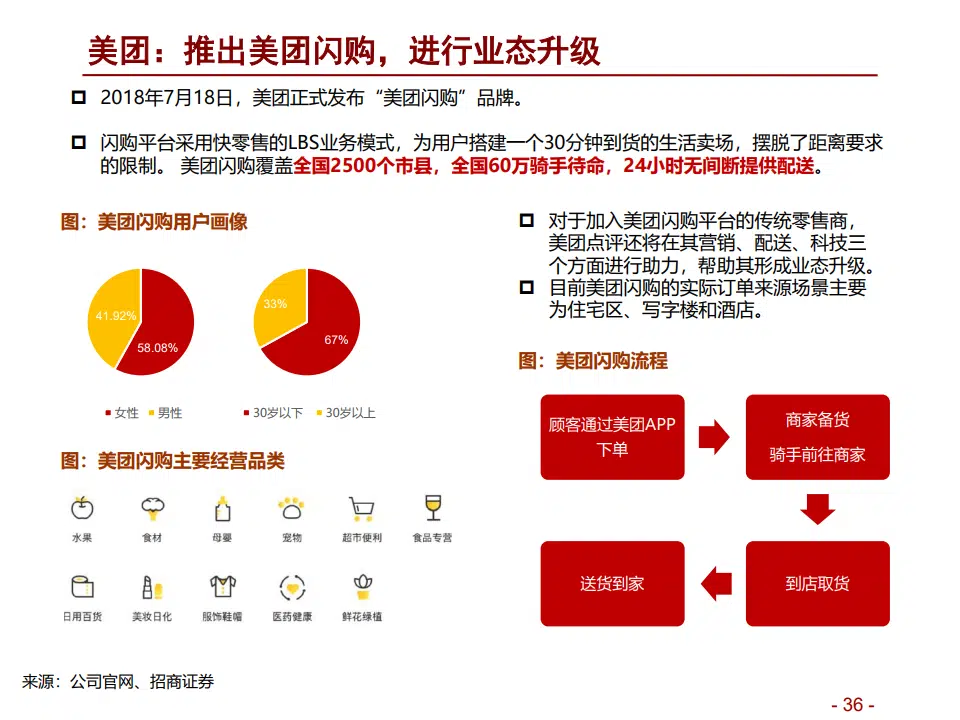 美团：推出美团闪购，进行业态升级
2018年7月18日，美团正式发布“美团闪购”品牌。
闪购平台采用快零售的LBS业务模式，为用户搭建一个30分钟到货的生活卖场，摆脱了距离要求
的限制。 美团闪购覆盖全国2500个市县，全国60万骑手待命，24小时无间断提供配送。
图：美团闪购用户画像
41.92%
58.08%
33%
67%
女性 男性
30岁以下 30岁以上
图：美团闪购主要经营品类
水果 食材 母婴 宠物 超市便利 食品专营
日用百货 美妆日化 服饰鞋帽 医药健康 鲜花绿植
对于加入美团闪购平台的传统零售商，
美团点评还将在其营销、配送、科技三
个方面进行助力，帮助其形成业态升级。
目前美团闪购的实际订单来源场景主要
为住宅区、写字楼和酒店。
图：美团闪购流程
顾客通过美团APP
下单
商家备货
骑手前往商家
到店取货
送货到家
来源：公司官网、招商证券
- 36 -